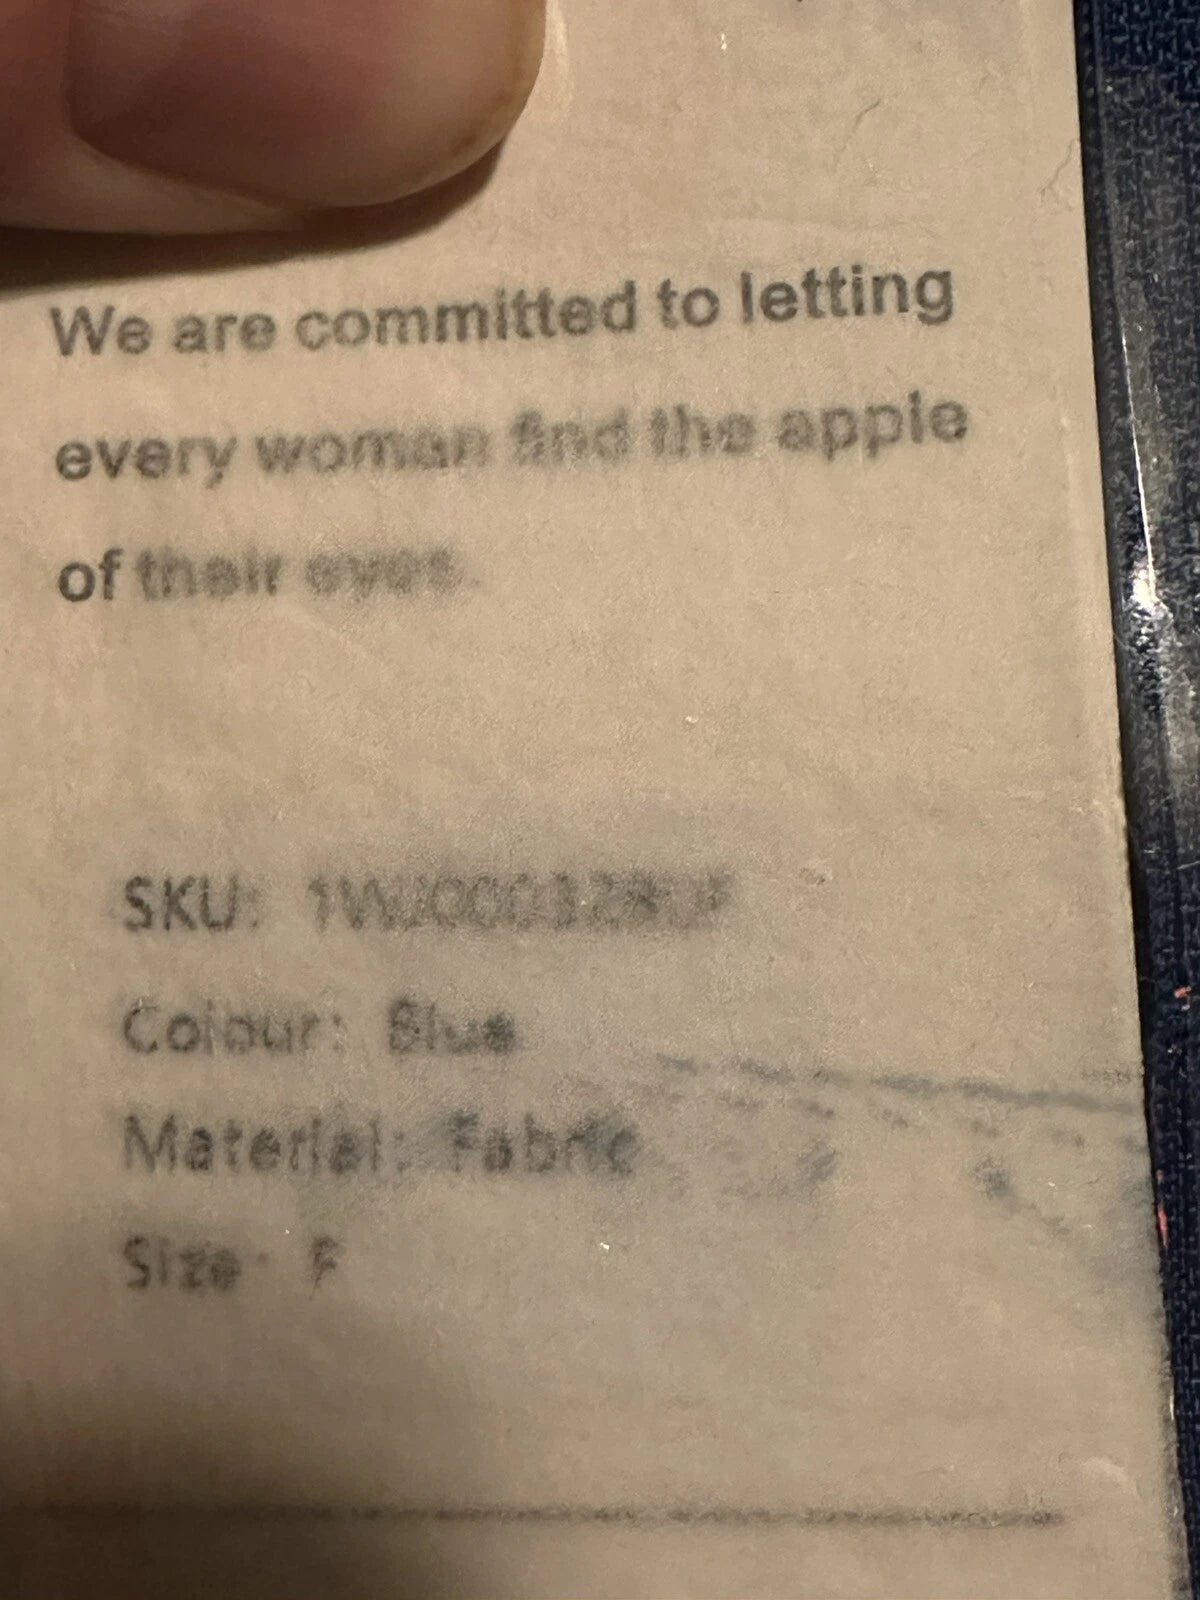 We are committed to letting
every woman find the apple
of their eyes.
SKU:
Colour: Blue
Material: Fabric
Size: F